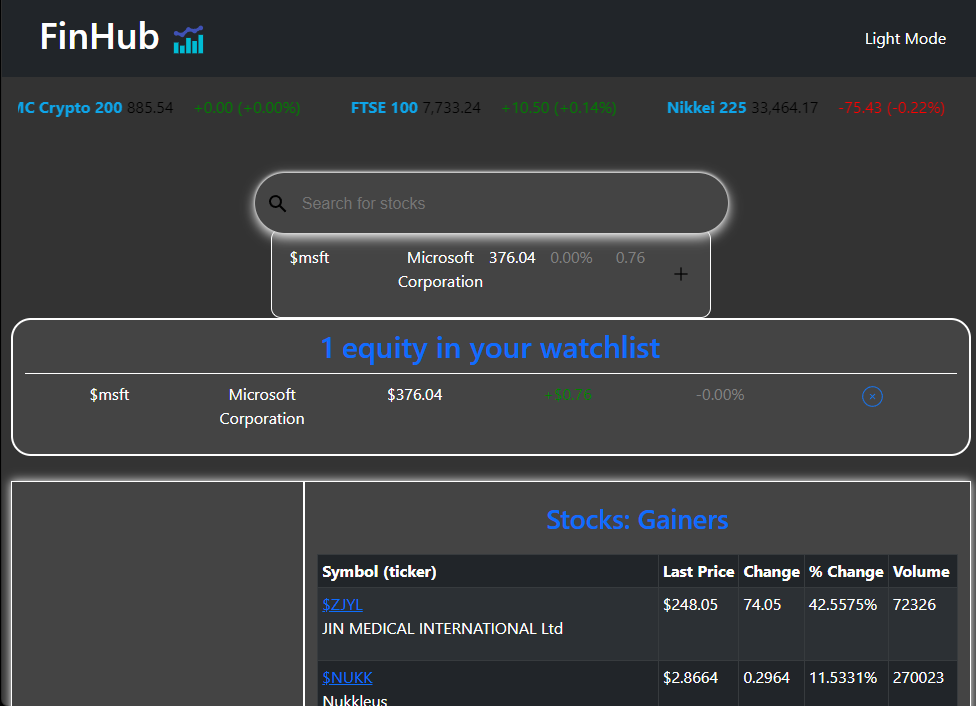 FinHub
Light Mode
MC Crypto 200 885.54 +0.00 (+0.00%) FTSE 100 7,733.24 +10.50 (+0.14%) Nikkei 225 33,464.17 -75.43 (-0.22%)
Search for stocks
$msft Microsoft 376.04 0.00% 0.76
Corporation
+
1 equity in your watchlist
$msft Microsoft $376.04 +$0.76 -0.00%
Corporation
Stocks: Gainers
Symbol (ticker) Last Price Change % Change Volume
$ZJYL $248.05 74.05 42.5575% 72326
JIN MEDICAL INTERNATIONAL Ltd
$NUKK $2.8664 0.2964 11.5331% 270023
Nukkleus